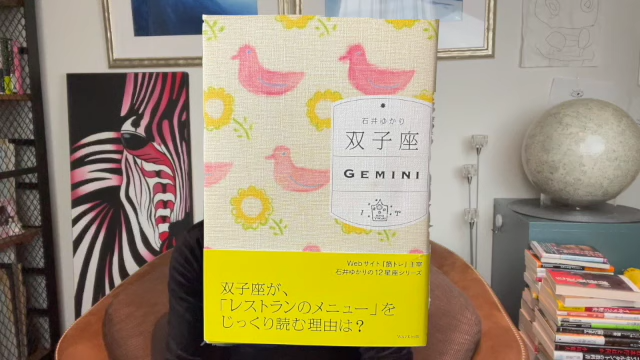 石井ゆかり
双子座
GEMINI
Webサイト「筋トレ」主宰
石井ゆかりの12星座シリーズ
双子座が、
「レストランのメニュー」を
じっくり読む理由は?